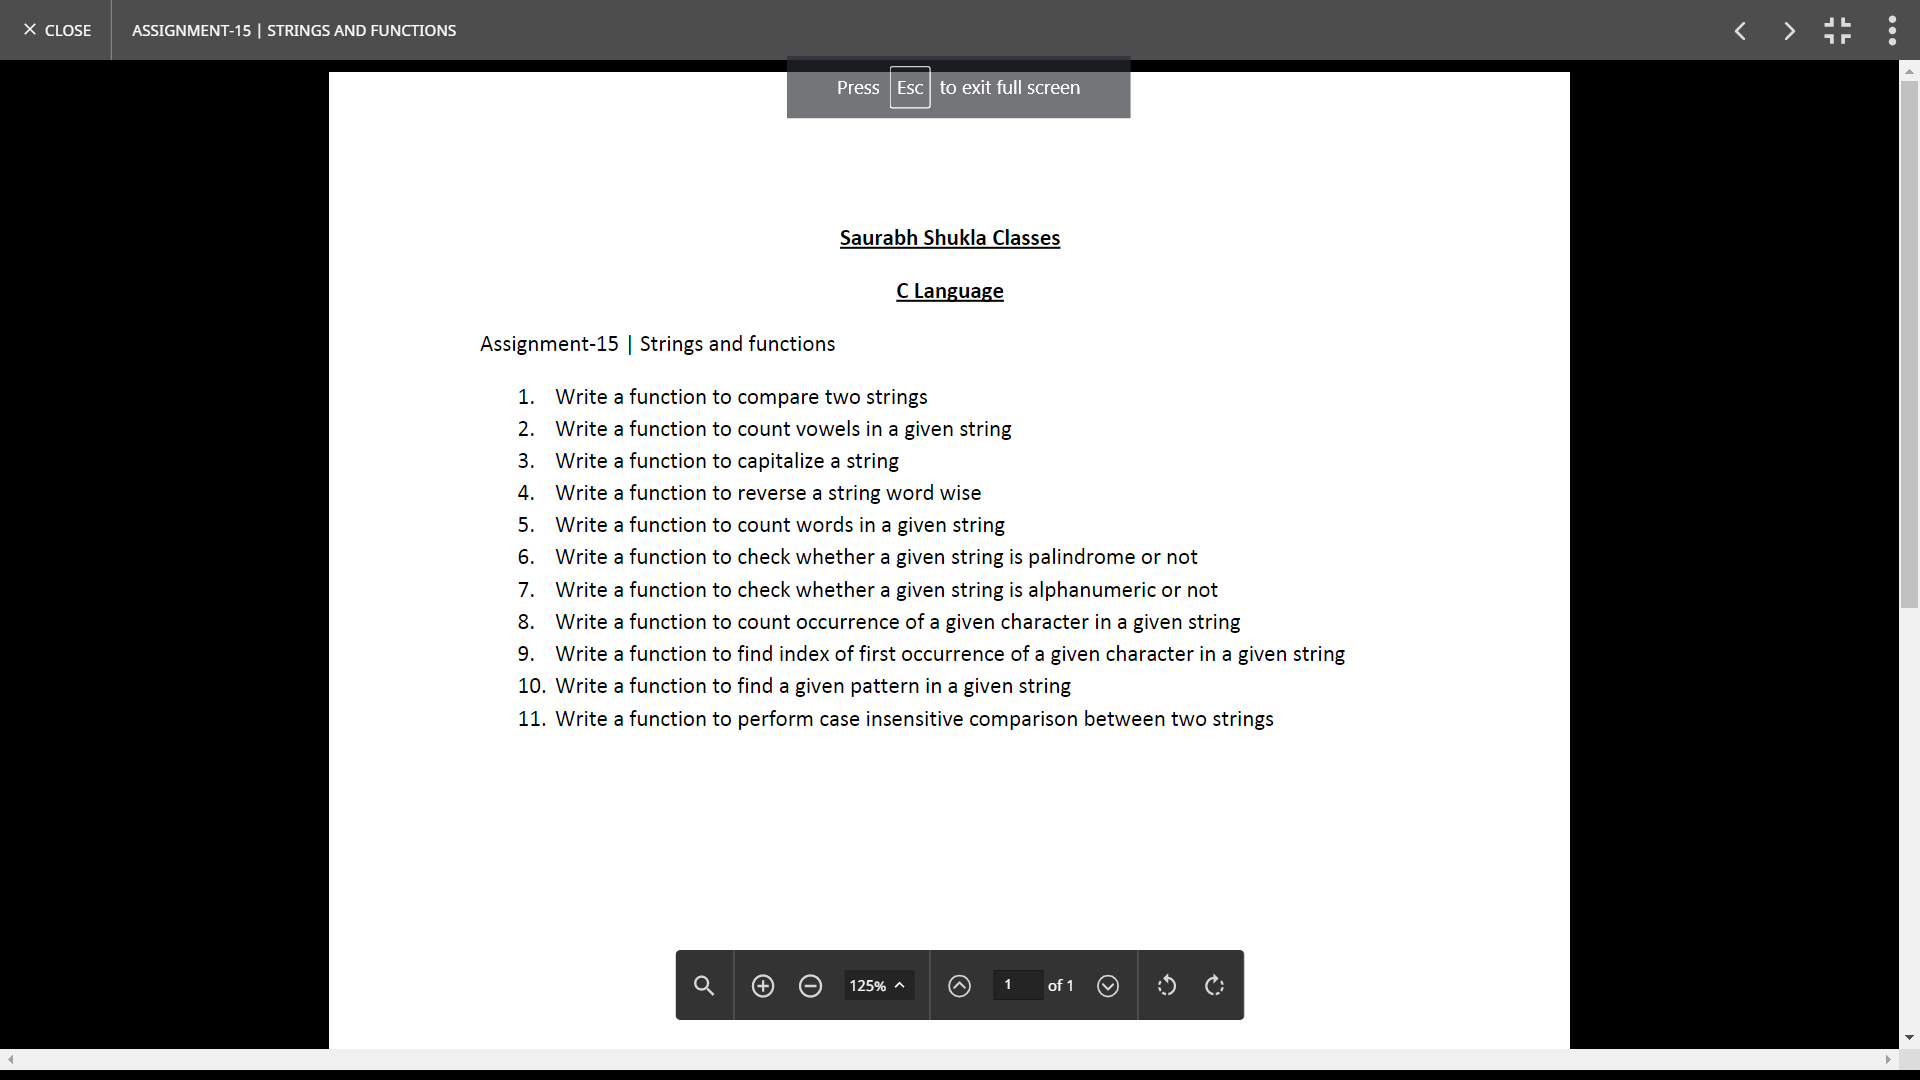 × CLOSE
ASSIGNMENT-15 | STRINGS AND FUNCTIONS
Press Esc to exit full screen
Saurabh Shukla Classes
C Language
Assignment-15 | Strings and functions
1. Write a function to compare two strings
2. Write a function to count vowels in a given string
3. Write a function to capitalize a string
4. Write a function to reverse a string word wise
5. Write a function to count words in a given string
6. Write a function to check whether a given string is palindrome or not
7. Write a function to check whether a given string is alphanumeric or not
8. Write a function to count occurrence of a given character in a given string
9. Write a function to find index of first occurrence of a given character in a given string
10. Write a function to find a given pattern in a given string
11. Write a function to perform case insensitive comparison between two strings
125%
1 of 1